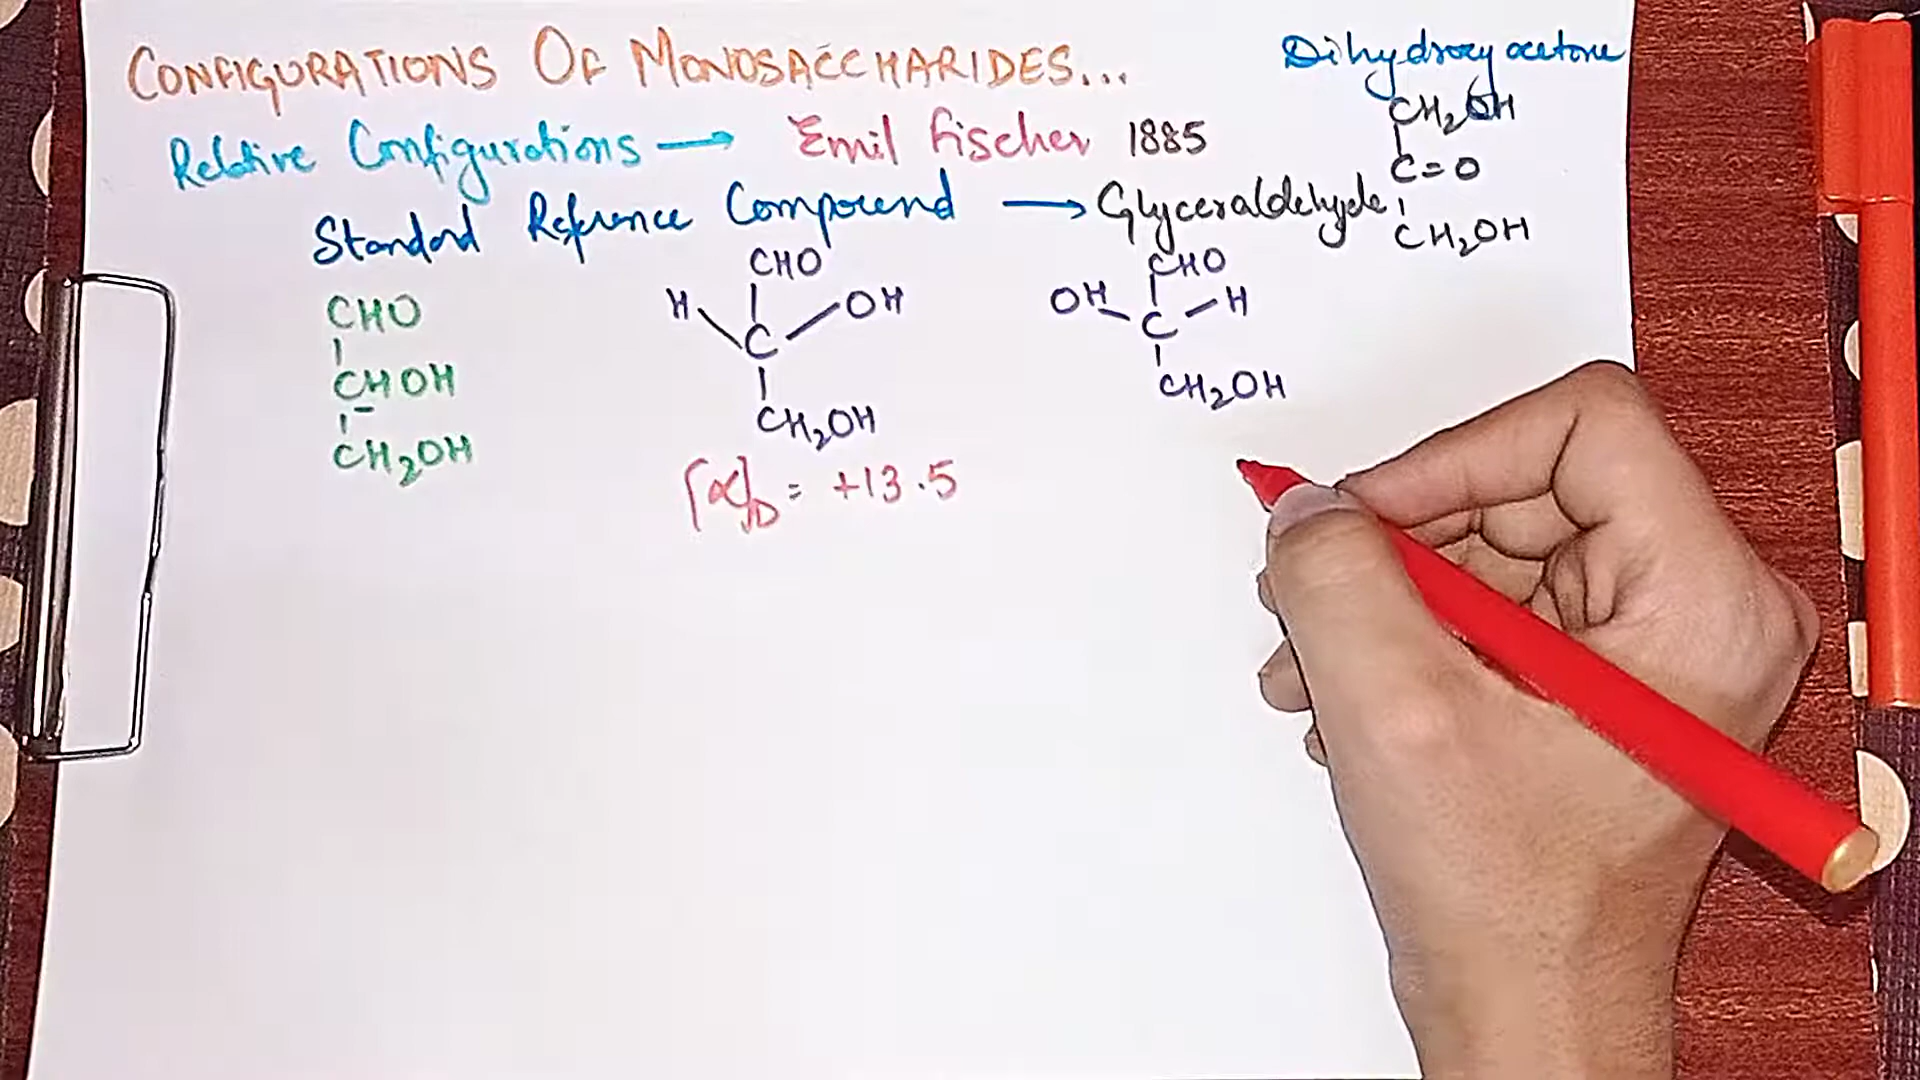 CONFIGURATIONS OF MONOSACCHARIDES...
Dihydroxy acetone
CH₂OH
C=O
CH₂OH
Relative Configurations → Emil Fischer 1885
Standard Reference Compound → Glyceraldehyde
CHO
CHOH
CH₂OH
CHO
H OH
C
CH₂OH
[α]D = +13.5
CHO
OH C H
CH₂OH